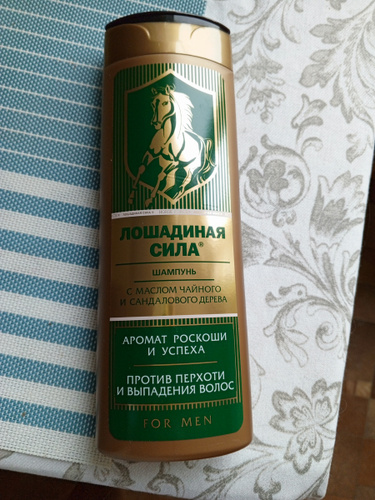 ЛОШАДИНАЯ
СИЛА®
ШАМПУНЬ
С МАСЛОМ ЧАЙНОГО
И САНДАЛОВОГО ДЕРЕВА
АРОМАТ РОСКОШИ
И УСПЕХА
ПРОТИВ ПЕРХОТИ
И ВЫПАДЕНИЯ ВОЛОС
FOR MEN